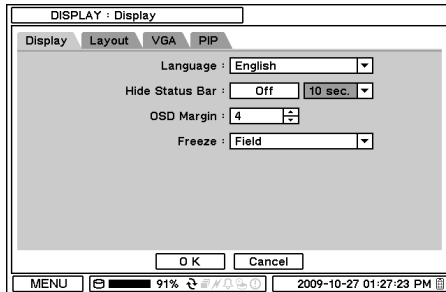 DISPLAY : Display
Display Layout VGA PIP
Language : English
Hide Status Bar : Off 10 sec.
OSD Margin : 4
Freeze : Field
O K Cancel
MENU 91% 2009-10-27 01:27:23 PM